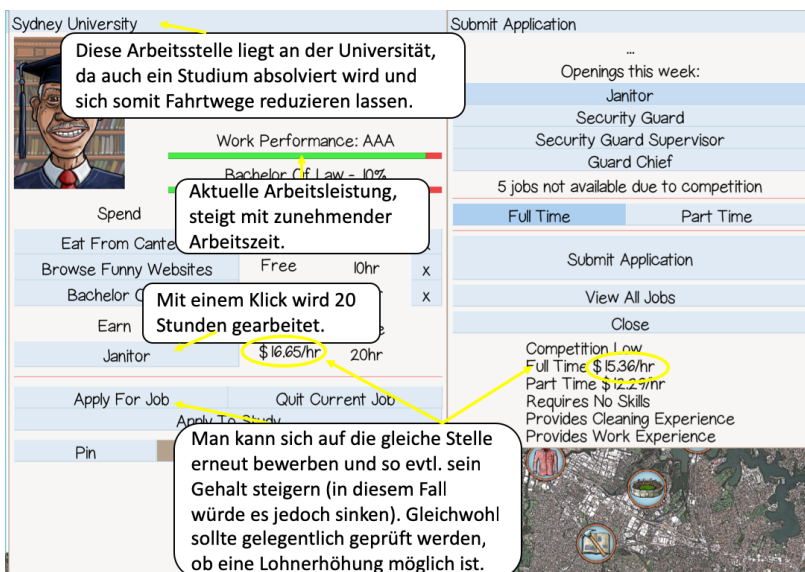 Sydney University
Diese Arbeitsstelle liegt an der Universität,
da auch ein Studium absolviert wird und
sich somit Fahrtwege reduzieren lassen.
Work Performance: AAA
Bachelor Of Law - 10%
Aktuelle Arbeitsleistung,
steigt mit zunehmender
Arbeitszeit.
Spend
Eat From Cante
x
Browse Funny Websites Free 10hr x
Bachelor O
x
Mit einem Klick wird 20
Stunden gearbeitet.
Earn
Janitor $16.65/hr 20hr
Apply For Job Quit Current Job
Apply To Study
Pin
Man kann sich auf die gleiche Stelle
erneut bewerben und so evtl. sein
Gehalt steigern (in diesem Fall
würde es jedoch sinken). Gleichwohl
sollte gelegentlich geprüft werden,
ob eine Lohnerhöhung möglich ist.
Submit Application
...
Openings this week:
Janitor
Security Guard
Security Guard Supervisor
Guard Chief
5 jobs not available due to competition
Full Time Part Time
Submit Application
View All Jobs
Close
Competition Low
Full Time $15.36/hr
Part Time $12.29/hr
Requires No Skills
Provides Cleaning Experience
Provides Work Experience